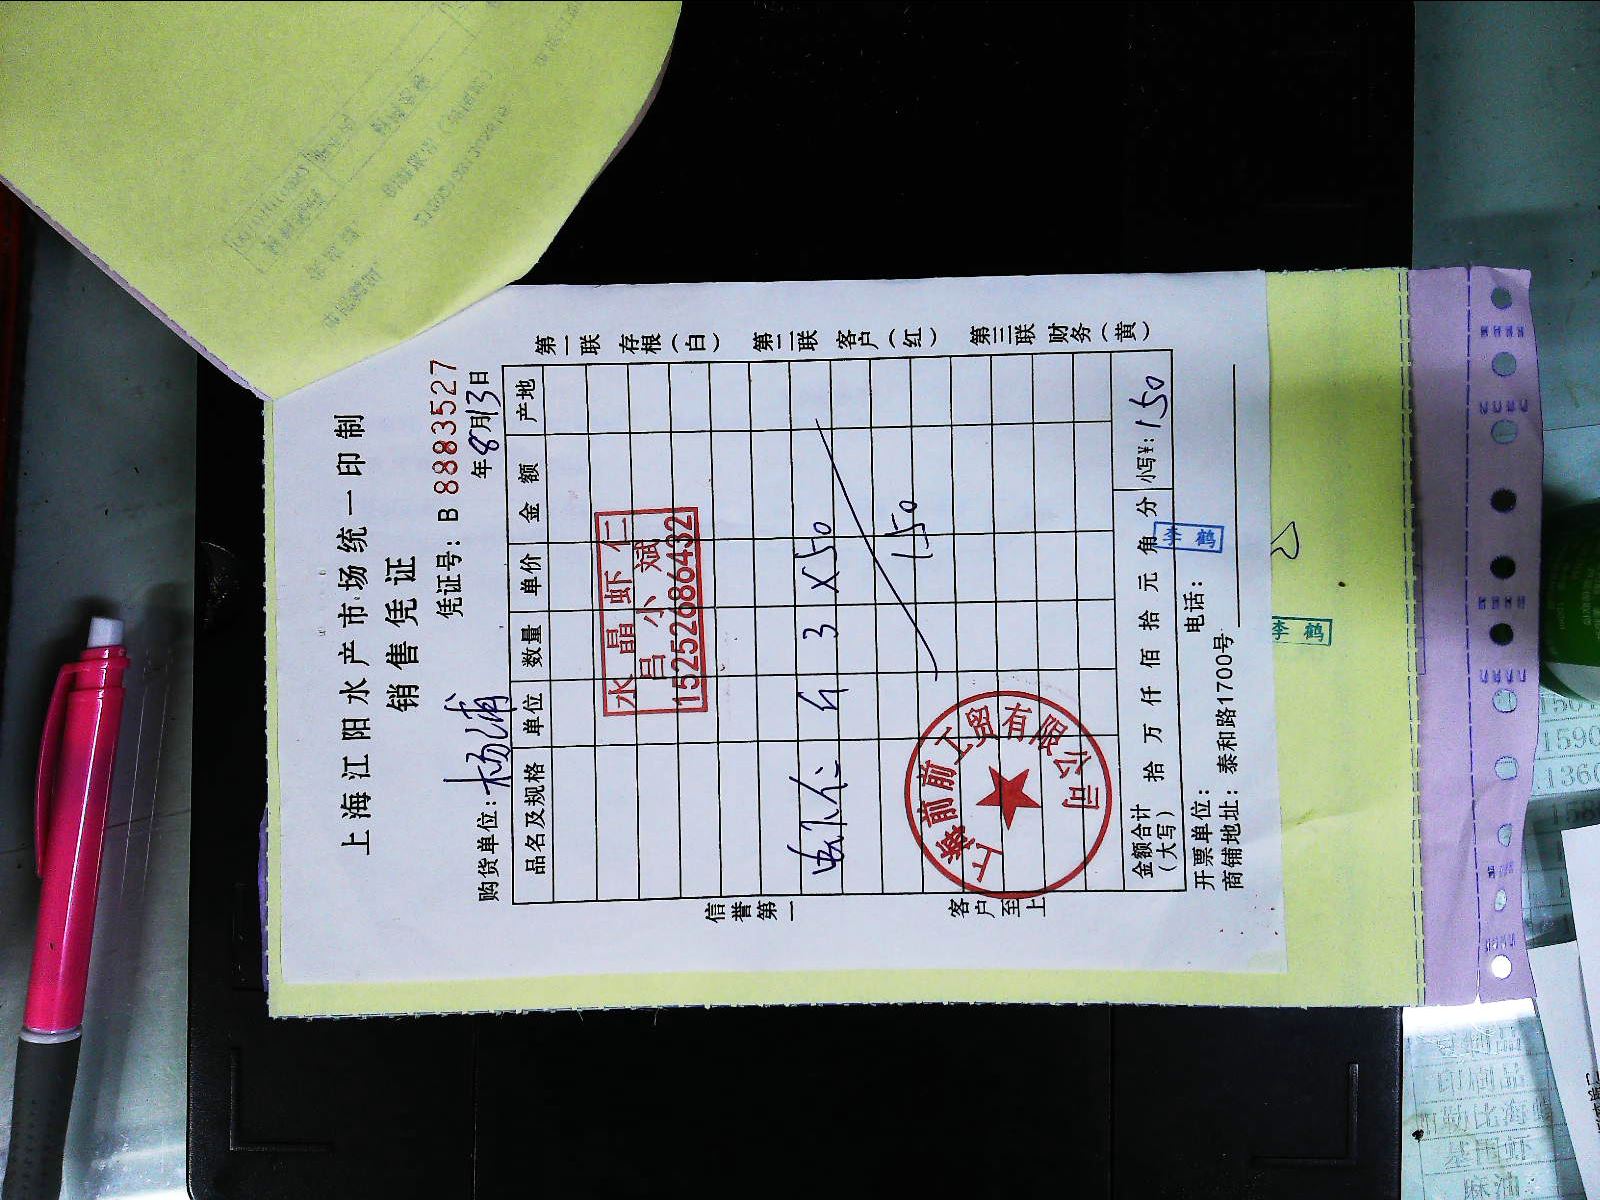 上海江阳水产市场统一印制
销售凭证
凭证号：B 8883527
购货单位：杨浦
年8月13日
品名及规格 单位 数量 单价 金额 产地
水晶虾仁
吕小斌
15252686432
虾仁 3 X50
150
上海前前工贸有限公司
金额合计（大写） 拾 万 仟 佰 拾 元 角 分 小写¥：150
开票单位： 电话：
李鹤
商铺地址：泰和路1700号
李鹤
信誉第一
客户至上
第一联 存根（白）
第二联 客户（红）
第三联 财务（黄）